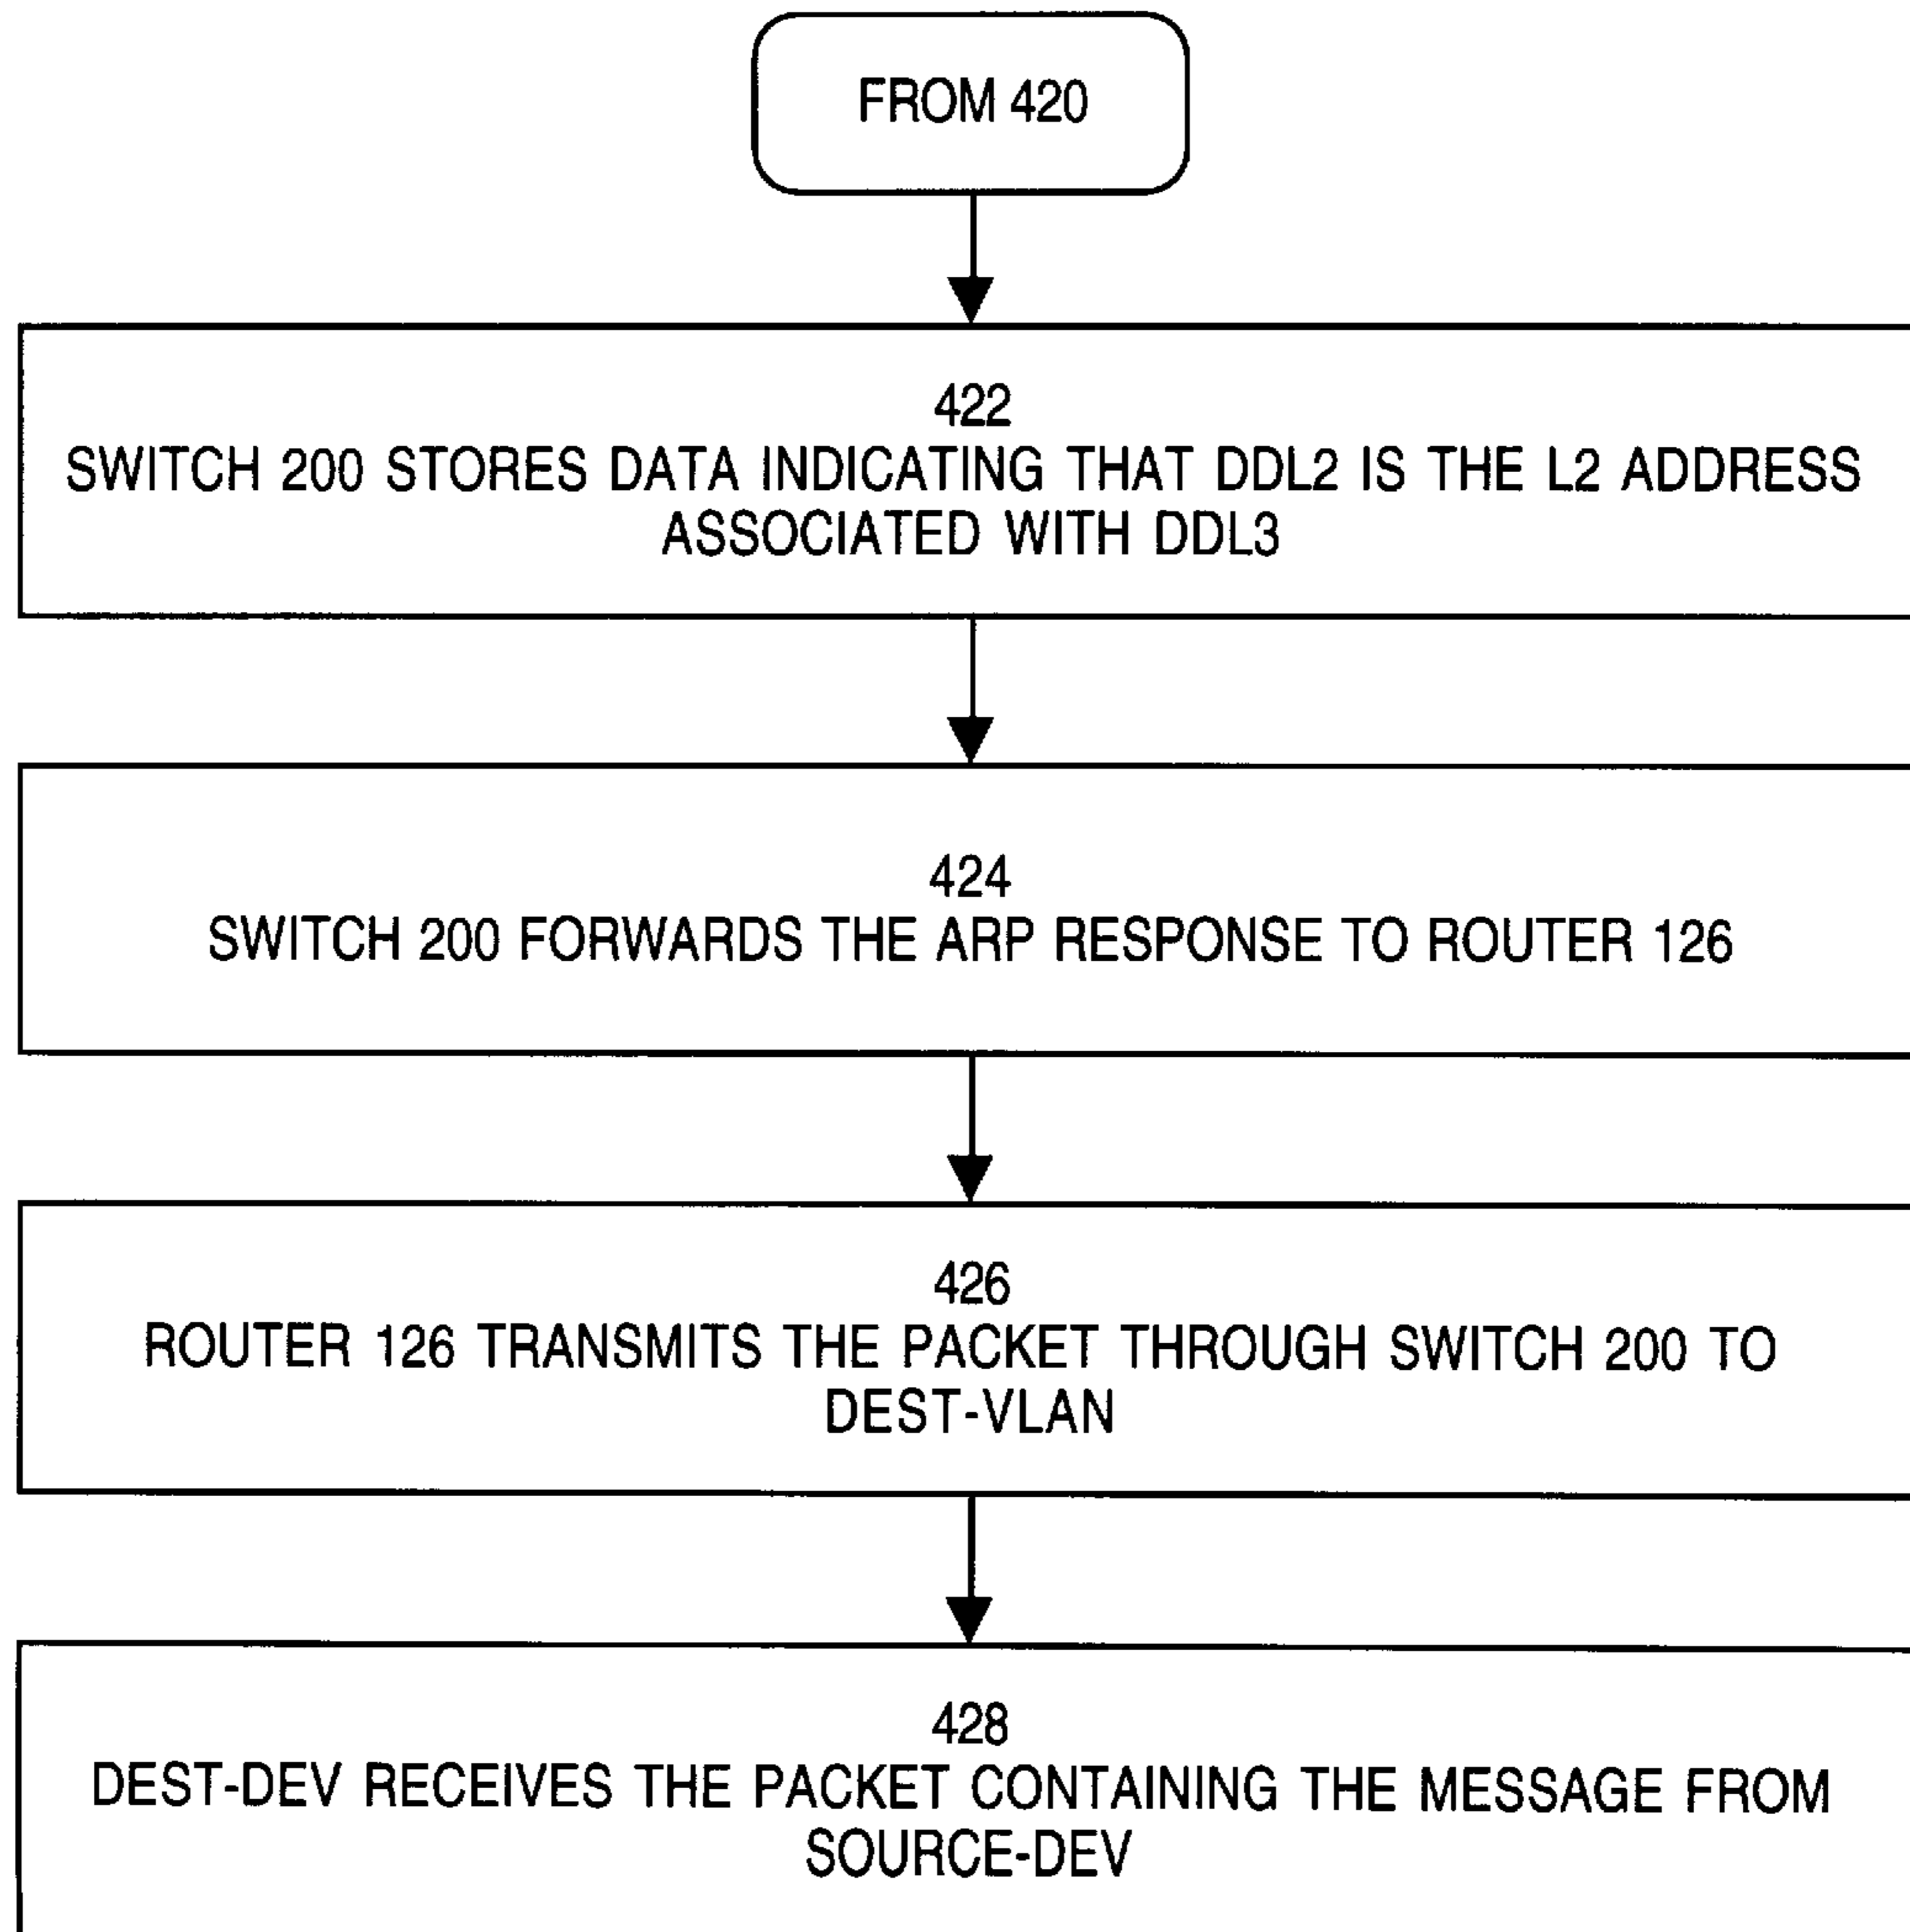 FROM 420
422
SWITCH 200 STORES DATA INDICATING THAT DDL2 IS THE L2 ADDRESS
ASSOCIATED WITH DDL3
424
SWITCH 200 FORWARDS THE ARP RESPONSE TO ROUTER 126
426
ROUTER 126 TRANSMITS THE PACKET THROUGH SWITCH 200 TO
DEST-VLAN
428
DEST-DEV RECEIVES THE PACKET CONTAINING THE MESSAGE FROM
SOURCE-DEV